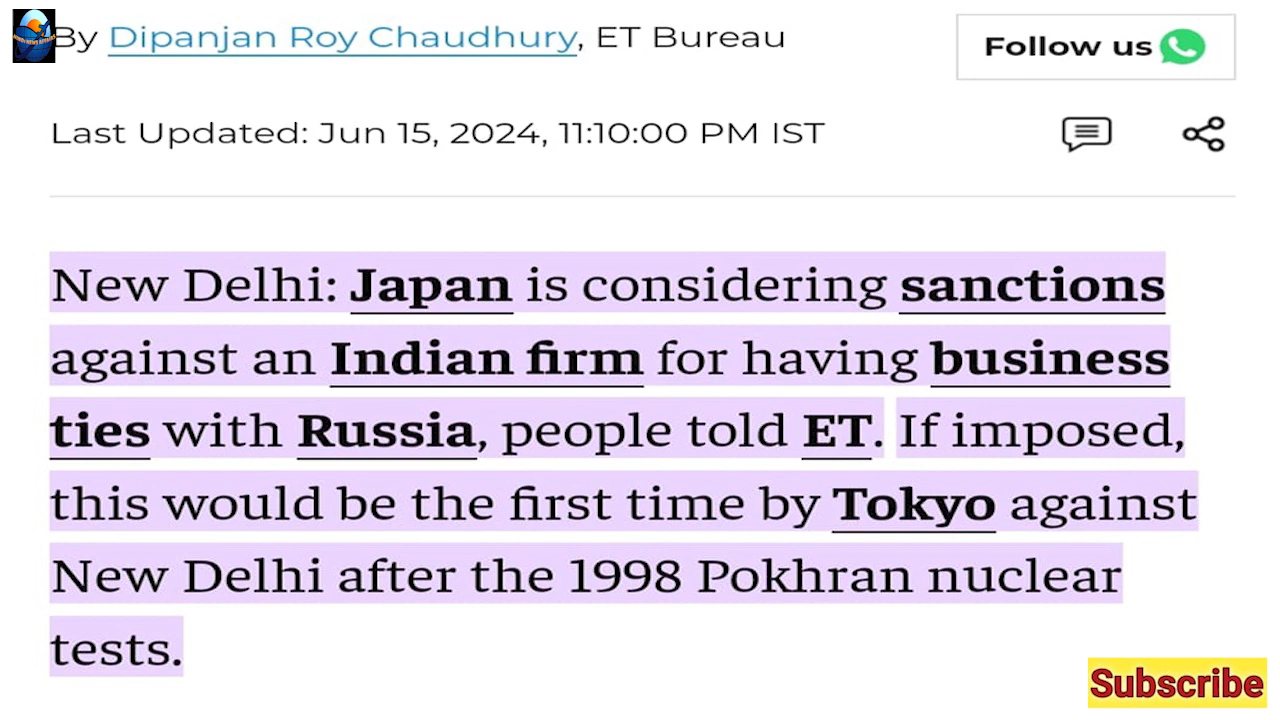 By Dipanjan Roy Chaudhury, ET Bureau
Follow us
Last Updated: Jun 15, 2024, 11:10:00 PM IST
New Delhi: Japan is considering sanctions
against an Indian firm for having business
ties with Russia, people told ET. If imposed,
this would be the first time by Tokyo against
New Delhi after the 1998 Pokhran nuclear
tests.
Subscribe